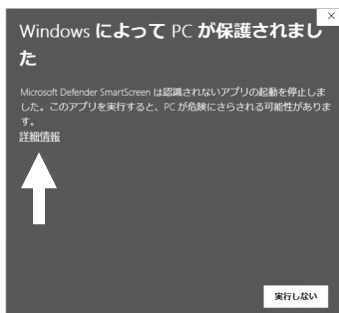 Windows によって PC が保護されまし
た
Microsoft Defender SmartScreen は認識されないアプリの起動を停止しま
した。このアプリを実行すると、PC が危険にさらされる可能性がありま
す。
詳細情報
実行しない